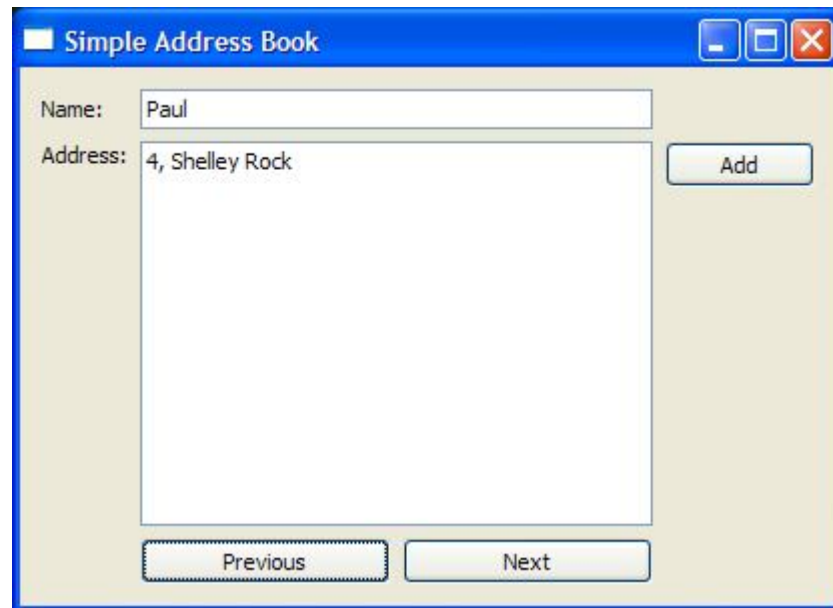 Simple Address Book
Name: Paul
Address: 4, Shelley Rock
Add
Previous Next